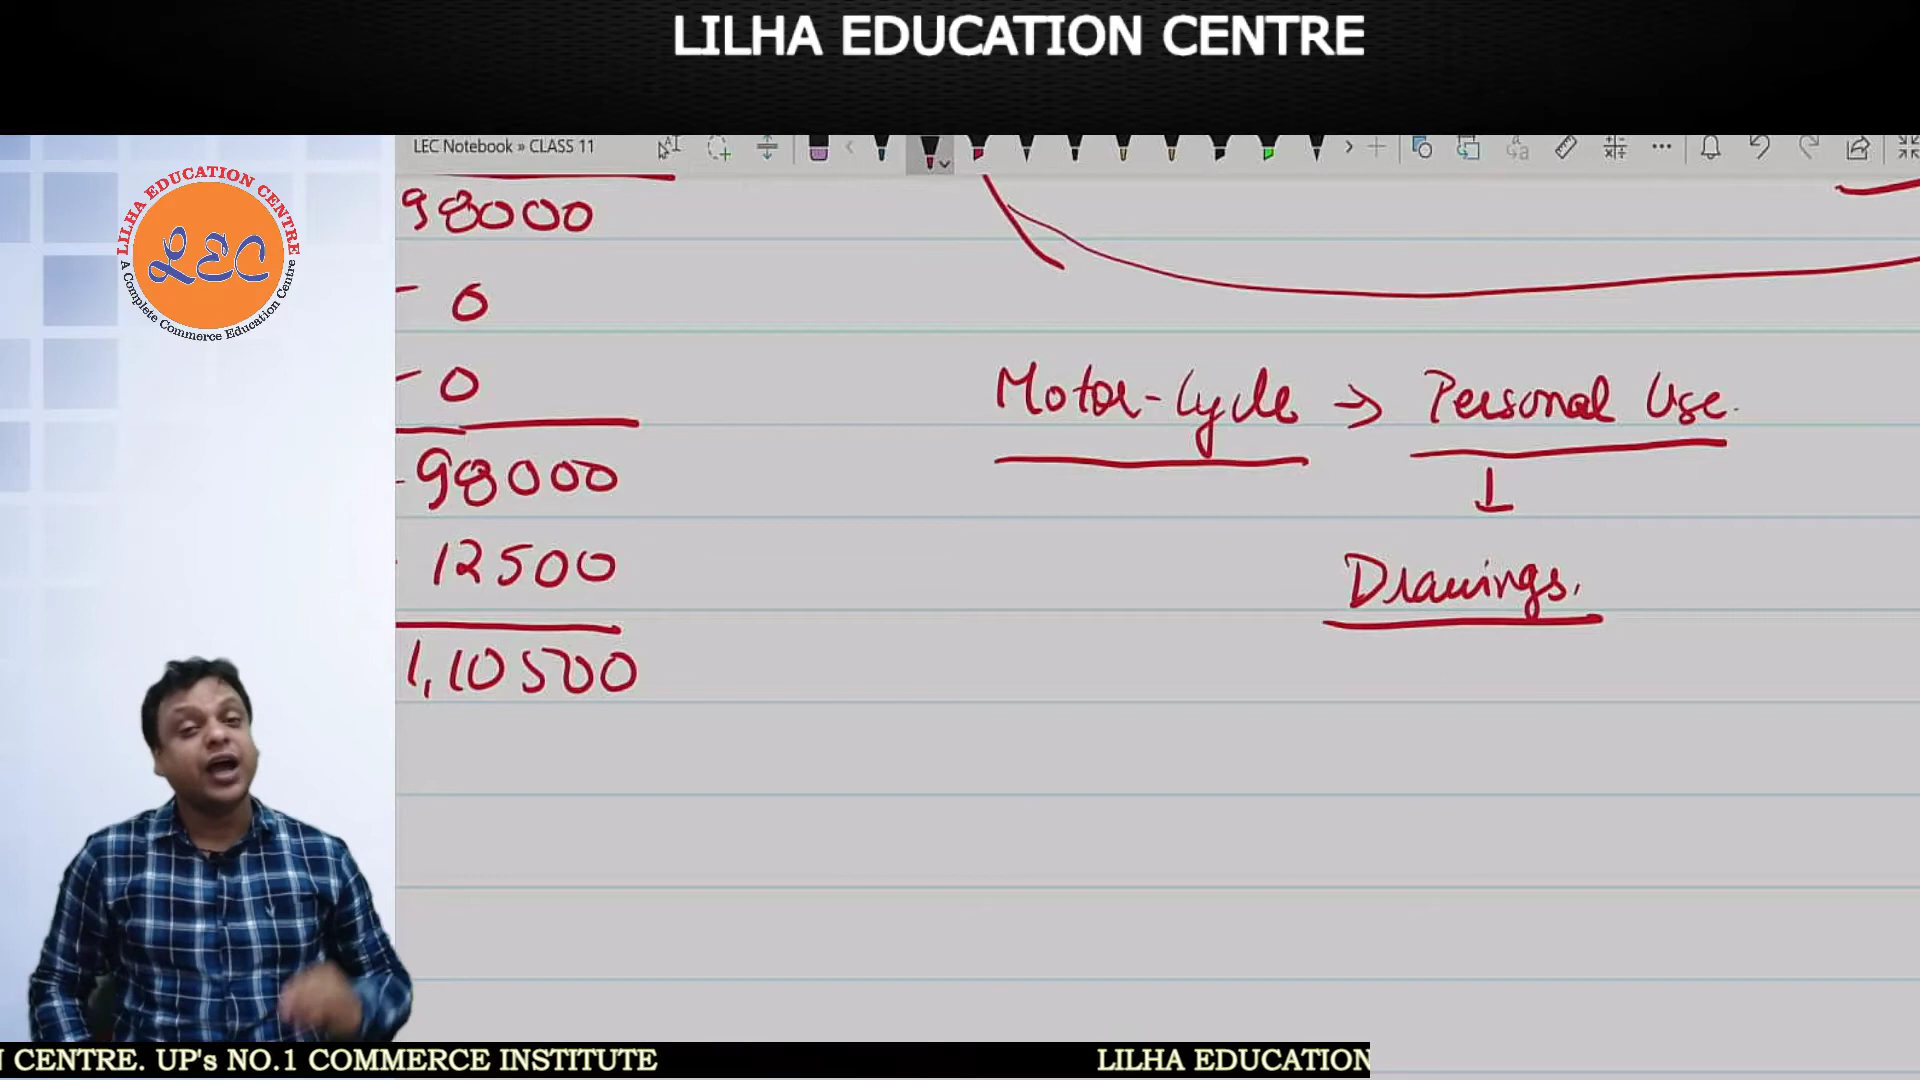 LILHA EDUCATION CENTRE
LEC Notebook » CLASS 11
LILHA EDUCATION CENTRE
LEC
A Complete Commerce Education Centre
98000
- 0
- 0
- 98000
12500
1,10500
Motor-Cycle → Personal Use.
↓
Drawings.
N CENTRE. UP's NO.1 COMMERCE INSTITUTE
LILHA EDUCATION